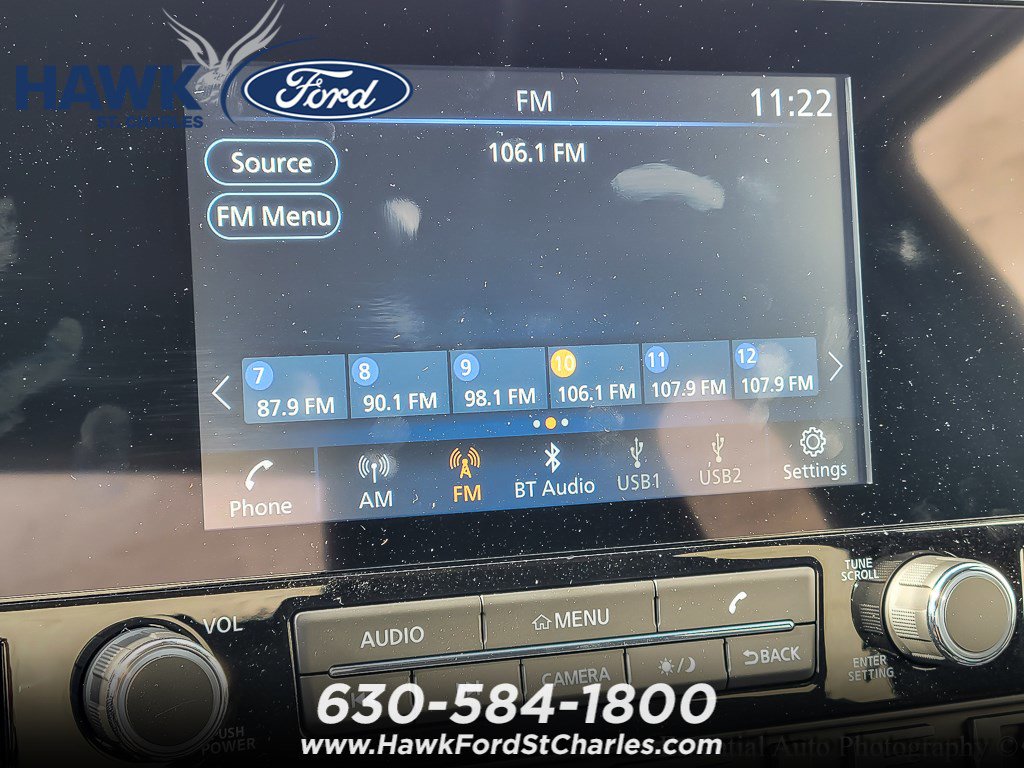 HAWK
ST. CHARLES
Ford
FM
11:22
106.1 FM
Source
FM Menu
7 8 9 10 11 12
87.9 FM 90.1 FM 98.1 FM 106.1 FM 107.9 FM 107.9 FM
Phone AM FM BT Audio USB1 USB2 Settings
VOL
AUDIO
MENU
TUNE
SCROLL
CAMERA
BACK
ENTER
SETTING
PUSH
POWER
630-584-1800
www.HawkFordStCharles.com
Auto Photography ©